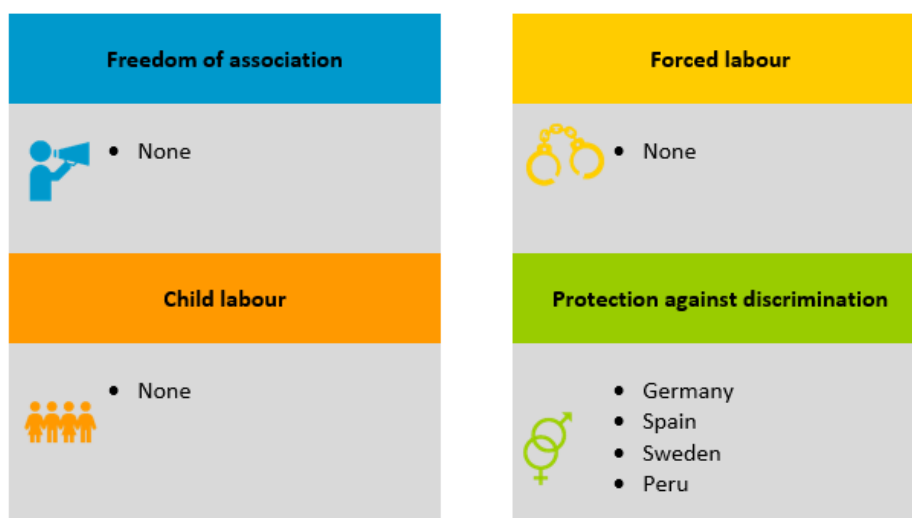 Freedom of association
Forced labour
• None
• None
Child labour
Protection against discrimination
• None
• Germany
• Spain
• Sweden
• Peru